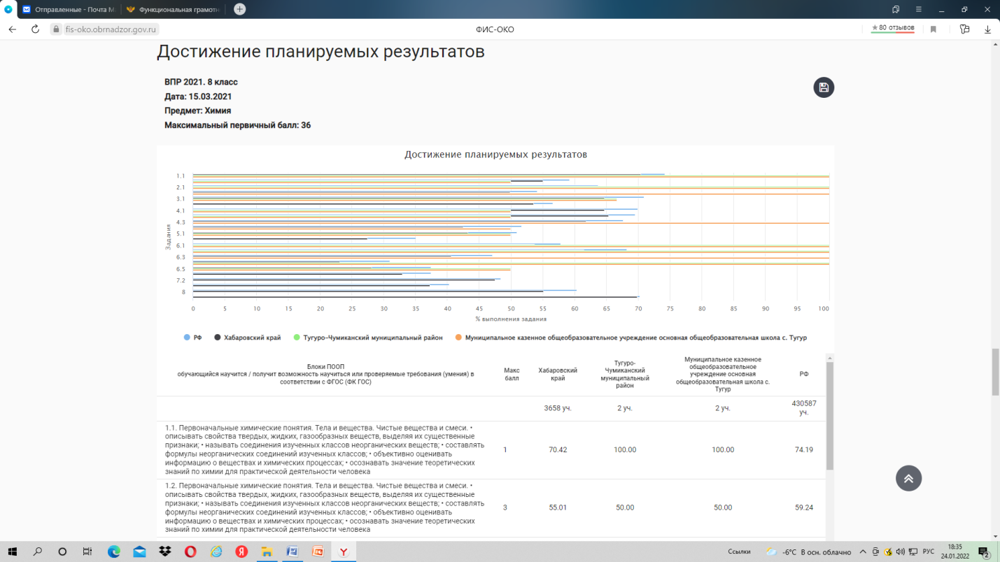 Отправленные - Почта M
Функциональная грамотн
fis-oko.obrnadzor.gov.ru
ФИС-ОКО
★ 80 отзывов
Достижение планируемых результатов
ВПР 2021. 8 класс
Дата: 15.03.2021
Предмет: Химия
Максимальный первичный балл: 36
Достижение планируемых результатов
Задания
1.1
2.1
3.1
4.1
4.3
5.1
6.1
6.3
6.5
7.2
8
0 5 10 15 20 25 30 35 40 45 50 55 60 65 70 75 80 85 90 95 100
% выполнения задания
РФ Хабаровский край Тугуро-Чумиканский муниципальный район Муниципальное казенное общеобразовательное учреждение основная общеобразовательная школа с. Тугур
Блоки ПООП
обучающийся научится / получит возможность научиться или проверяемые требования (умения) в
соответствии с ФГОС (ФК ГОС)
Макс
балл
Хабаровский
край
Тугуро-
Чумиканский
муниципальный
район
Муниципальное казенное
общеобразовательное
учреждение основная
общеобразовательная школа с.
Тугур
РФ
3658 уч.
2 уч.
2 уч.
430587
уч.
1.1. Первоначальные химические понятия. Тела и вещества. Чистые вещества и смеси. •
описывать свойства твердых, жидких, газообразных веществ, выделяя их существенные
признаки; • называть соединения изученных классов неорганических веществ; • составлять
формулы неорганических соединений изученных классов; • объективно оценивать
информацию о веществах и химических процессах; • осознавать значение теоретических
знаний по химии для практической деятельности человека
1
70.42
100.00
100.00
74.19
1.2. Первоначальные химические понятия. Тела и вещества. Чистые вещества и смеси. •
описывать свойства твердых, жидких, газообразных веществ, выделяя их существенные
признаки; • называть соединения изученных классов неорганических веществ; • составлять
формулы неорганических соединений изученных классов; • объективно оценивать
информацию о веществах и химических процессах; • осознавать значение теоретических
знаний по химии для практической деятельности человека
3
55.01
50.00
50.00
59.24
Ссылки
-6°C В осн. облачно
РУС
18:35
24.01.2022
2